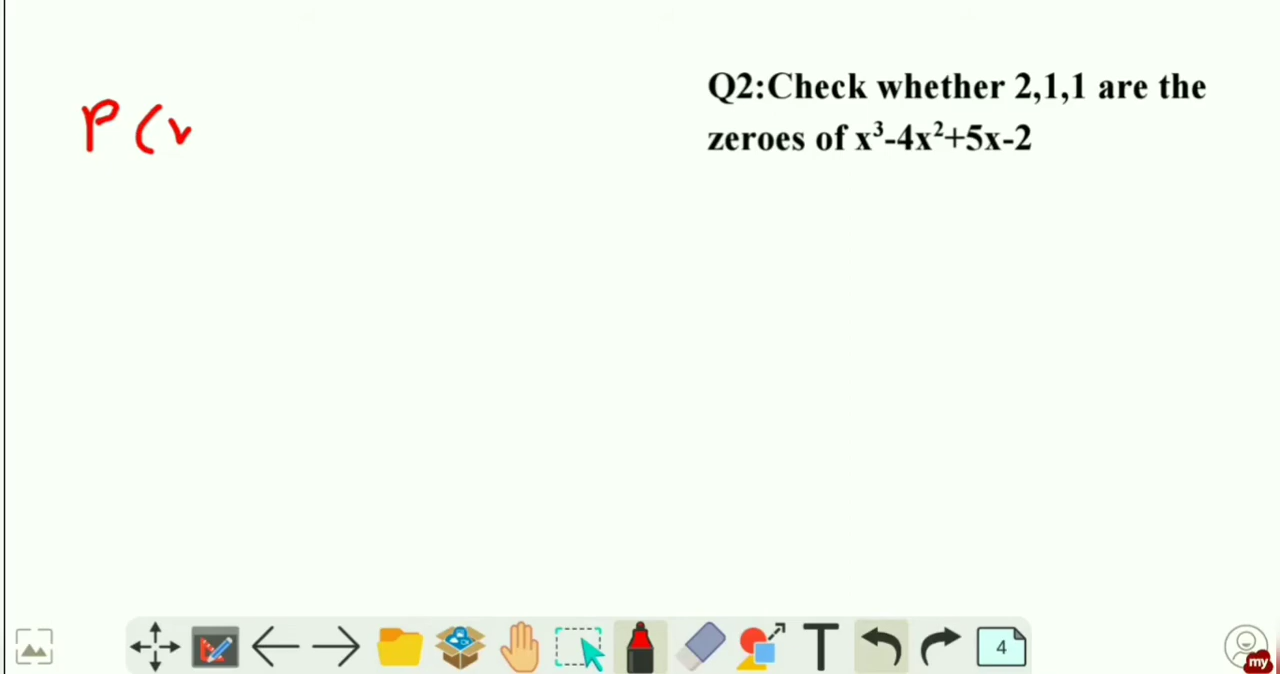 P(x
Q2:Check whether 2,1,1 are the
zeroes of x³-4x²+5x-2
T
4
my